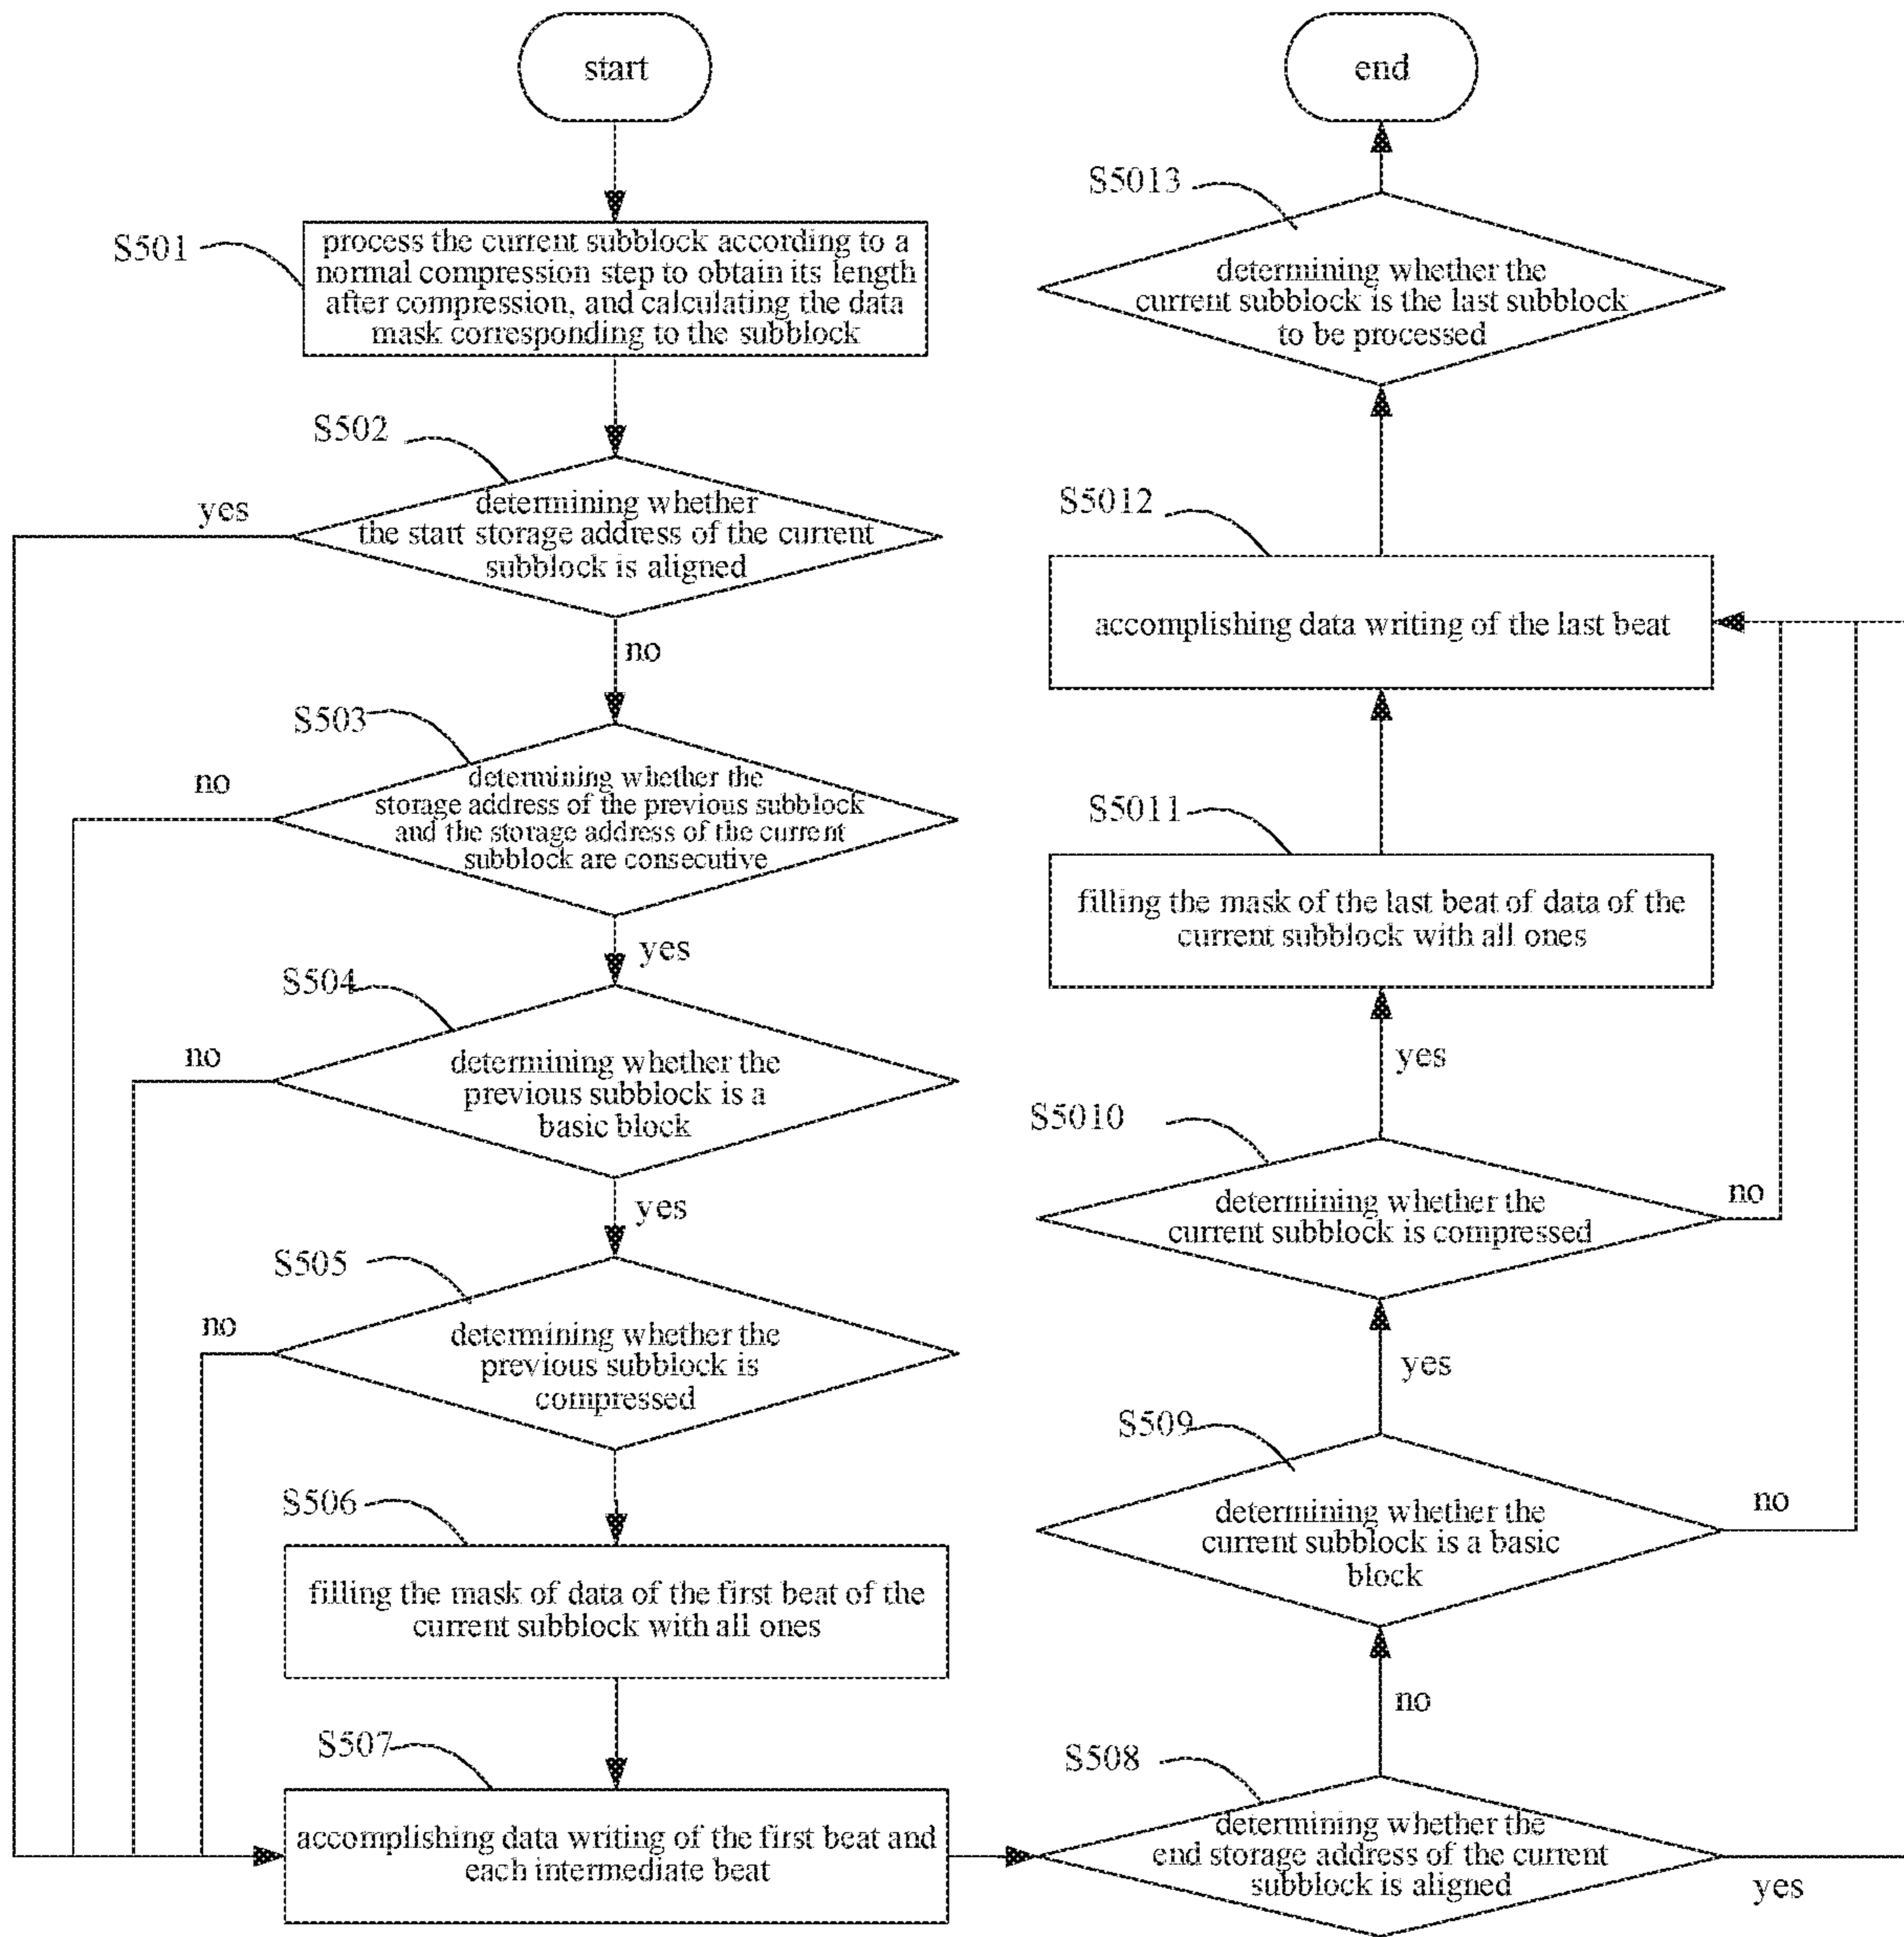 start
S501
process the current subblock according to a
normal compression step to obtain its length
after compression, and calculating the data
mask corresponding to the subblock
S502
yes
determining whether
the start storage address of the current
subblock is aligned
no
S503
no
determining whether the
storage address of the previous subblock
and the storage address of the current
subblock are consecutive
yes
S504
no
determining whether the
previous subblock is a
basic block
yes
S505
no
determining whether the
previous subblock is
compressed
S506
filling the mask of data of the first beat of the
current subblock with all ones
S507
accomplishing data writing of the first beat and
each intermediate beat
end
S5013
determining whether the
current subblock is the last subblock
to be processed
S5012
accomplishing data writing of the last beat
S5011
filling the mask of the last beat of data of the
current subblock with all ones
yes
S5010
determining whether the
current subblock is compressed
no
yes
S509
determining whether the
current subblock is a basic
block
no
no
S508
determining whether the
end storage address of the current
subblock is aligned
yes